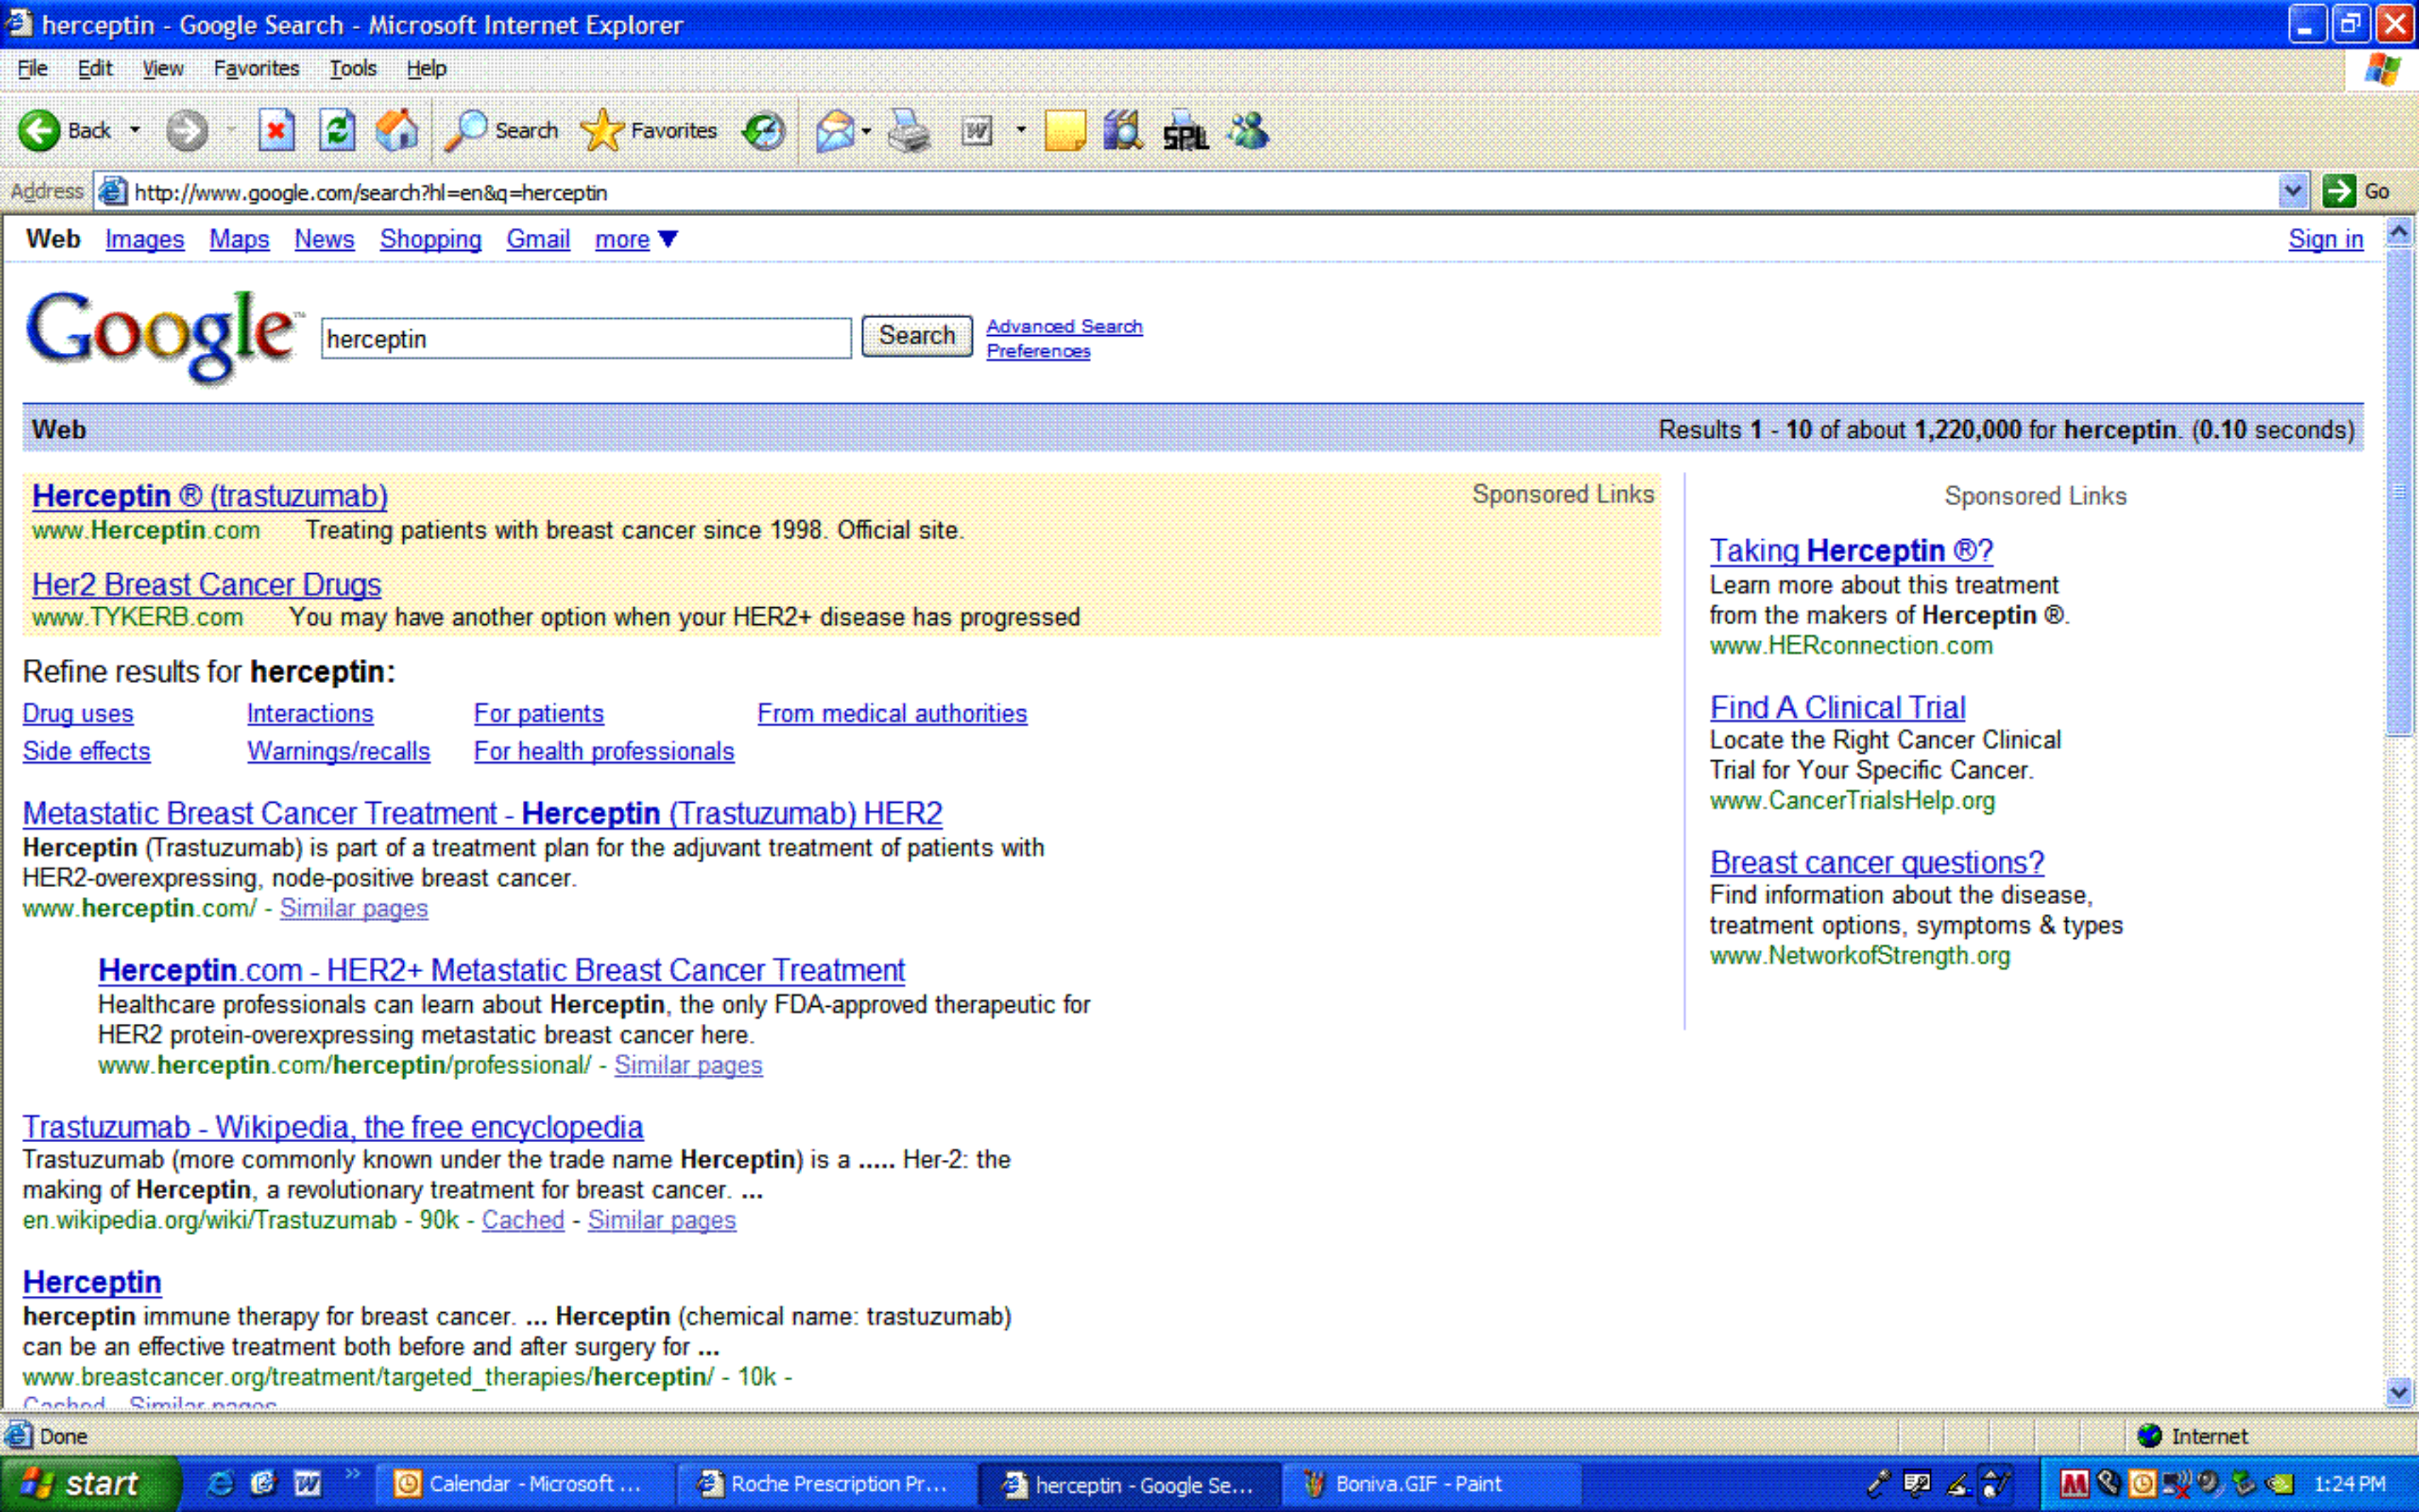 herceptin - Google Search - Microsoft Internet Explorer
File Edit View Favorites Tools Help
Back Search Favorites SPL
Address http://www.google.com/search?hl=en&q=herceptin Go
Web Images Maps News Shopping Gmail more ▼ Sign in
Google™ herceptin Search Advanced Search
Preferences
Web Results 1 - 10 of about 1,220,000 for herceptin. (0.10 seconds)
Herceptin ® (trastuzumab) Sponsored Links
www.Herceptin.com Treating patients with breast cancer since 1998. Official site.
Her2 Breast Cancer Drugs
www.TYKERB.com You may have another option when your HER2+ disease has progressed
Refine results for herceptin:
Drug uses Interactions For patients From medical authorities
Side effects Warnings/recalls For health professionals
Metastatic Breast Cancer Treatment - Herceptin (Trastuzumab) HER2
Herceptin (Trastuzumab) is part of a treatment plan for the adjuvant treatment of patients with
HER2-overexpressing, node-positive breast cancer.
www.herceptin.com/ - Similar pages
Herceptin.com - HER2+ Metastatic Breast Cancer Treatment
Healthcare professionals can learn about Herceptin, the only FDA-approved therapeutic for
HER2 protein-overexpressing metastatic breast cancer here.
www.herceptin.com/herceptin/professional/ - Similar pages
Trastuzumab - Wikipedia, the free encyclopedia
Trastuzumab (more commonly known under the trade name Herceptin) is a ..... Her-2: the
making of Herceptin, a revolutionary treatment for breast cancer. ...
en.wikipedia.org/wiki/Trastuzumab - 90k - Cached - Similar pages
Herceptin
herceptin immune therapy for breast cancer. ... Herceptin (chemical name: trastuzumab)
can be an effective treatment both before and after surgery for ...
www.breastcancer.org/treatment/targeted_therapies/herceptin/ - 10k -
Cached - Similar pages
Sponsored Links
Taking Herceptin ®?
Learn more about this treatment
from the makers of Herceptin ®.
www.HERconnection.com
Find A Clinical Trial
Locate the Right Cancer Clinical
Trial for Your Specific Cancer.
www.CancerTrialsHelp.org
Breast cancer questions?
Find information about the disease,
treatment options, symptoms & types
www.NetworkofStrength.org
Done Internet
start Calendar - Microsoft ... Roche Prescription Pr... herceptin - Google Se... Boniva.GIF - Paint 1:24 PM